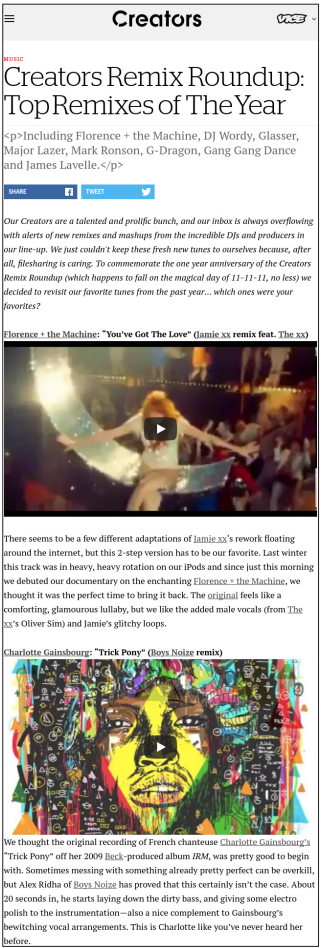 Creators
VICE
MUSIC
Creators Remix Roundup:
Top Remixes of The Year
<p>Including Florence + the Machine, DJ Wordy, Glasser,
Major Lazer, Mark Ronson, G-Dragon, Gang Gang Dance
and James Lavelle.</p>
SHARE
TWEET
Our Creators are a talented and prolific bunch, and our inbox is always overflowing
with alerts of new remixes and mashups from the incredible DJs and producers in
our line-up. We just couldn't keep these fresh new tunes to ourselves because, after
all, filesharing is caring. To commemorate the one year anniversary of the Creators
Remix Roundup (which happens to fall on the magical day of 11-11-11, no less) we
decided to revisit our favorite tunes from the past year... which ones were your
favorites?
Florence + the Machine: “You’ve Got The Love” (Jamie xx remix feat. The xx)
There seems to be a few different adaptations of Jamie xx‘s rework floating
around the internet, but this 2-step version has to be our favorite. Last winter
this track was in heavy, heavy rotation on our iPods and since just this morning
we debuted our documentary on the enchanting Florence + the Machine, we
thought it was the perfect time to bring it back. The original feels like a
comforting, glamourous lullaby, but we like the added male vocals (from The
xx‘s Oliver Sim) and Jamie’s glitchy loops.
Charlotte Gainsbourg: “Trick Pony” (Boys Noize remix)
We thought the original recording of French chanteuse Charlotte Gainsbourg’s
“Trick Pony” off her 2009 Beck-produced album IRM, was pretty good to begin
with. Sometimes messing with something already pretty perfect can be overkill,
but Alex Ridha of Boys Noize has proved that this certainly isn’t the case. About
20 seconds in, he starts laying down the dirty bass, and giving some electro
polish to the instrumentation—also a nice complement to Gainsbourg’s
bewitching vocal arrangements. This is Charlotte like you’ve never heard her
before.